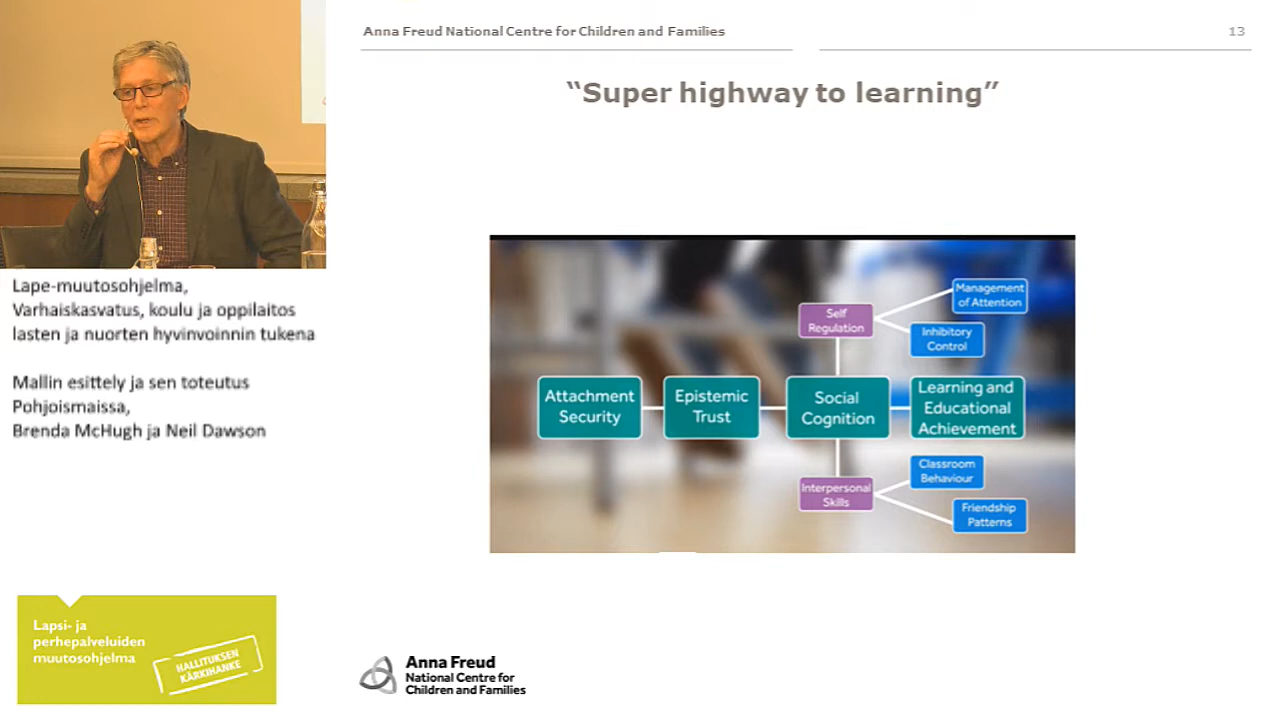 Anna Freud National Centre for Children and Families
13
“Super highway to learning”
Lape-muutosohjelma,
Varhaiskasvatus, koulu ja oppilaitos
lasten ja nuorten hyvinvoinnin tukena
Mallin esittely ja sen toteutus
Pohjoismaissa,
Brenda McHugh ja Neil Dawson
Attachment
Security
Epistemic
Trust
Social
Cognition
Learning and
Educational
Achievement
Self
Regulation
Management
of Attention
Inhibitory
Control
Interpersonal
Skills
Classroom
Behaviour
Friendship
Patterns
Lapsi- ja
perhepalveluiden
muutosohjelma
HALLITUKSEN
KÄRKIHANKE
Anna Freud
National Centre for
Children and Families